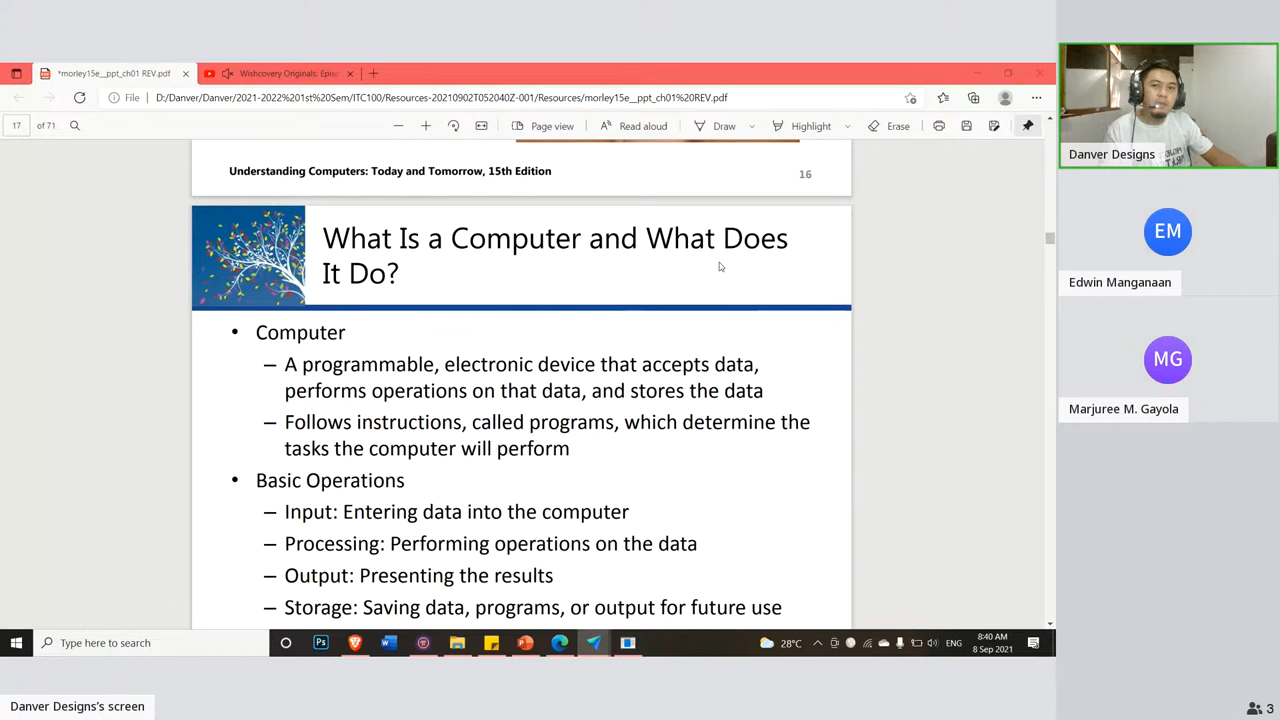 *morley15e__ppt_ch01 REV.pdf
Wishcovery Originals: Epis
File
D:/Danver/Danver/2021-2022%201st%20Sem/ITC100/Resources-20210902T052040Z-001/Resources/morley15e__ppt_ch01%20REV.pdf
17 of 71
Page view
Read aloud
Draw
Highlight
Erase
Understanding Computers: Today and Tomorrow, 15th Edition
16
What Is a Computer and What Does
It Do?
• Computer
– A programmable, electronic device that accepts data,
performs operations on that data, and stores the data
– Follows instructions, called programs, which determine the
tasks the computer will perform
• Basic Operations
– Input: Entering data into the computer
– Processing: Performing operations on the data
– Output: Presenting the results
– Storage: Saving data, programs, or output for future use
Type here to search
Ps
28°C
ENG
8:40 AM
8 Sep 2021
Danver Designs's screen
Danver Designs
EM
Edwin Manganaan
MG
Marjuree M. Gayola
3